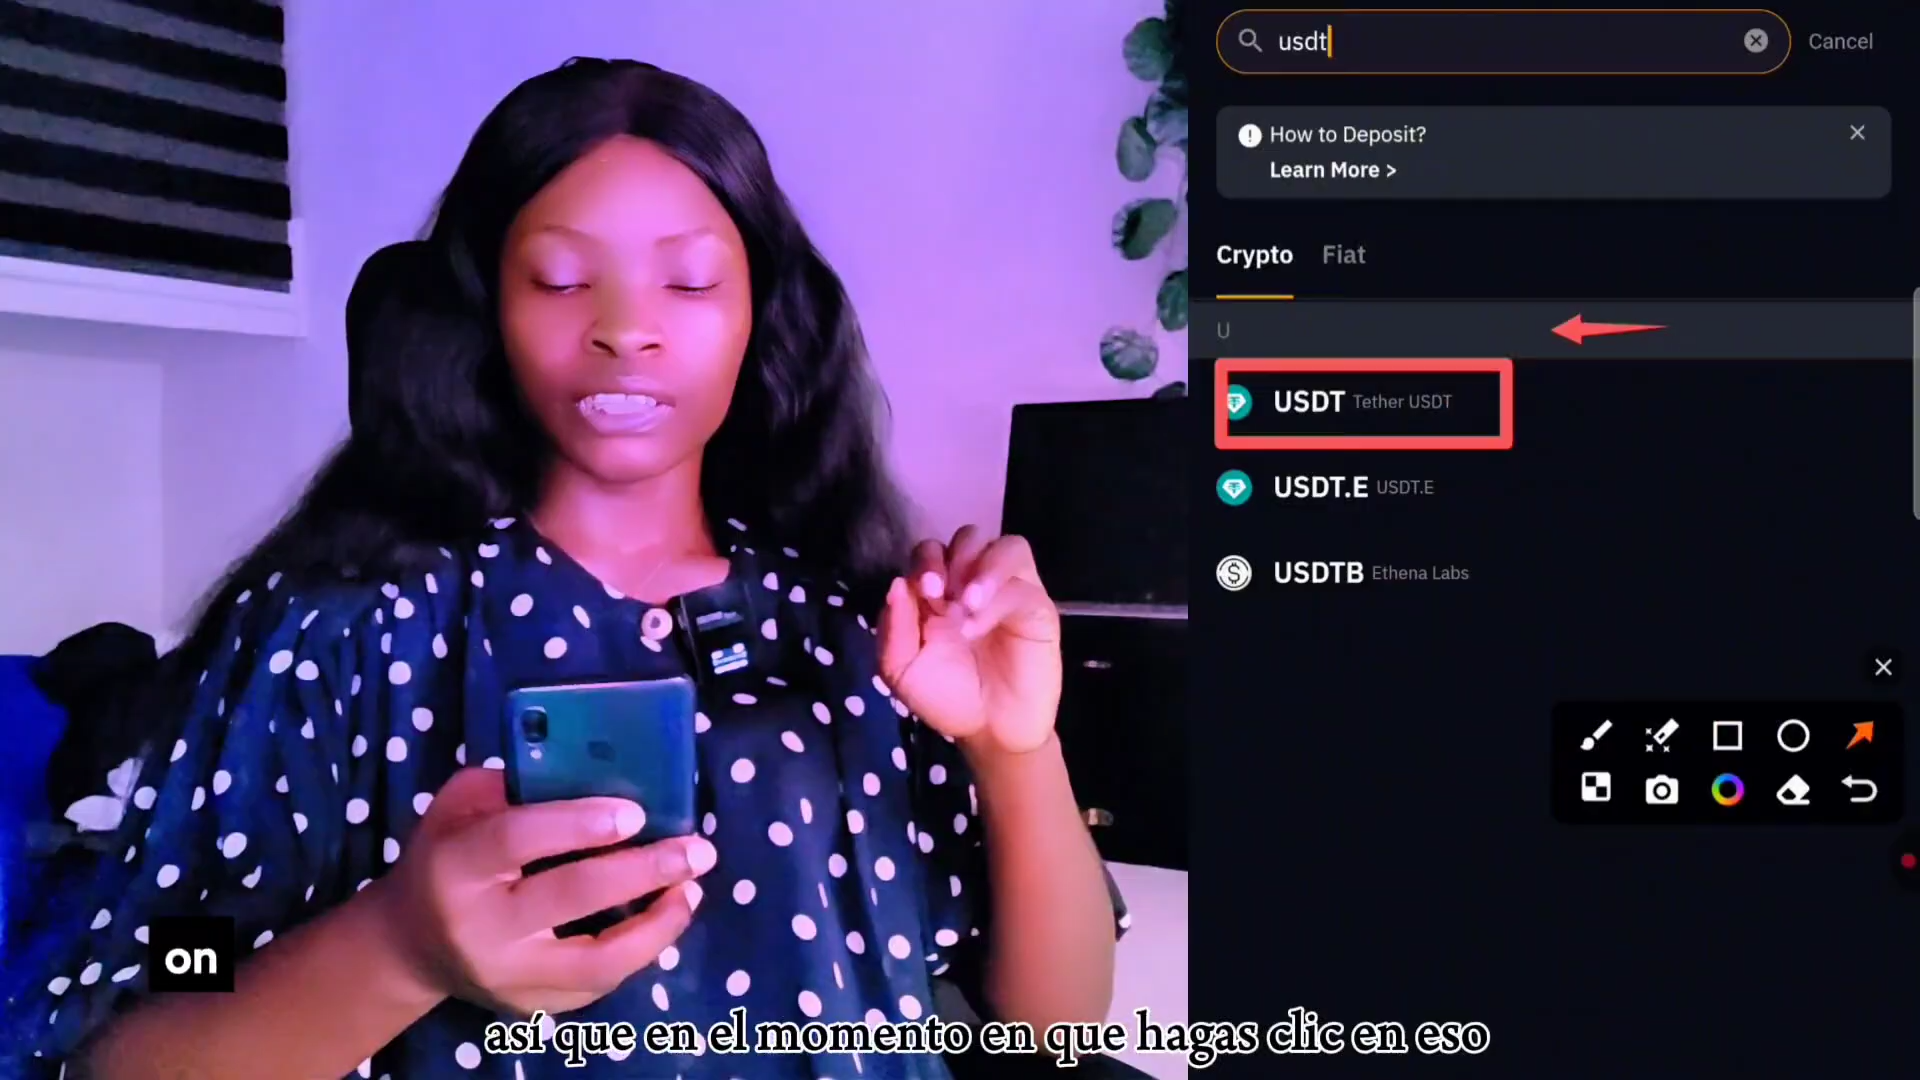 usdt
Cancel
How to Deposit?
Learn More >
Crypto Fiat
U
USDT Tether USDT
USDT.E USDT.E
USDTB Ethena Labs
on
así que en el momento en que hagas clic en eso